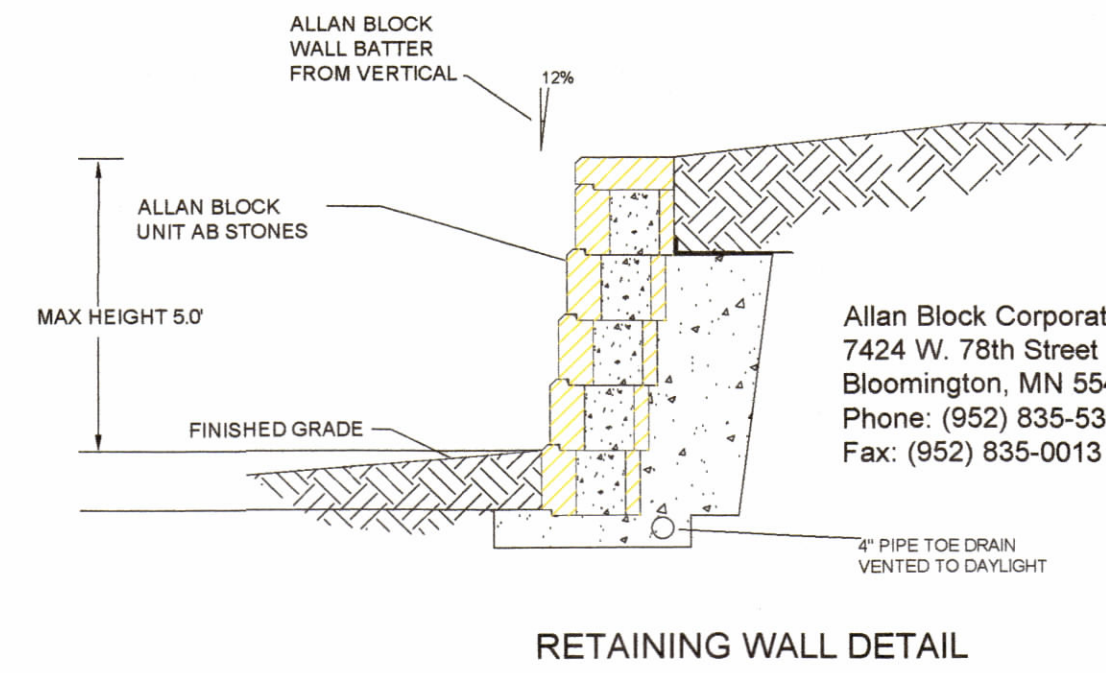 ALLAN BLOCK
WALL BATTER
FROM VERTICAL
12%
ALLAN BLOCK
UNIT AB STONES
MAX HEIGHT 5.0'
FINISHED GRADE
Allan Block Corporat
7424 W. 78th Street
Bloomington, MN 554
Phone: (952) 835-53
Fax: (952) 835-0013
4" PIPE TOE DRAIN
VENTED TO DAYLIGHT
RETAINING WALL DETAIL